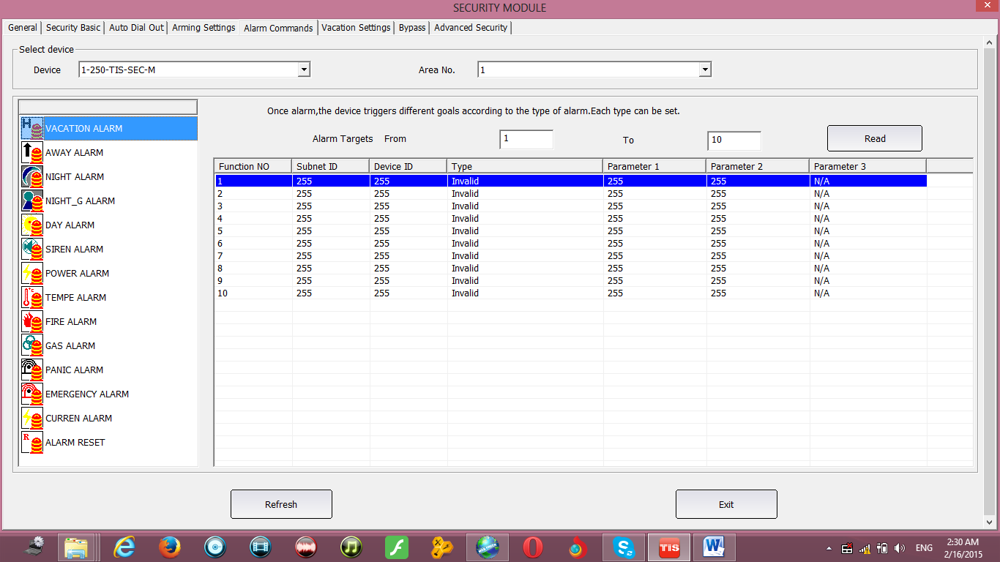 SECURITY MODULE
General Security Basic Auto Dial Out Arming Settings Alarm Commands Vacation Settings Bypass Advanced Security
Select device
Device 1-250-TIS-SEC-M Area No. 1
Once alarm,the device triggers different goals according to the type of alarm.Each type can be set.
Alarm Targets From 1 To 10 Read
VACATION ALARM
AWAY ALARM
NIGHT ALARM
NIGHT_G ALARM
DAY ALARM
SIREN ALARM
POWER ALARM
TEMPE ALARM
FIRE ALARM
GAS ALARM
PANIC ALARM
EMERGENCY ALARM
CURREN ALARM
R ALARM RESET
Function NO Subnet ID Device ID Type Parameter 1 Parameter 2 Parameter 3
1 255 255 Invalid 255 255 N/A
2 255 255 Invalid 255 255 N/A
3 255 255 Invalid 255 255 N/A
4 255 255 Invalid 255 255 N/A
5 255 255 Invalid 255 255 N/A
6 255 255 Invalid 255 255 N/A
7 255 255 Invalid 255 255 N/A
8 255 255 Invalid 255 255 N/A
9 255 255 Invalid 255 255 N/A
10 255 255 Invalid 255 255 N/A
Refresh Exit
TIS
ENG
2:30 AM
2/16/2015